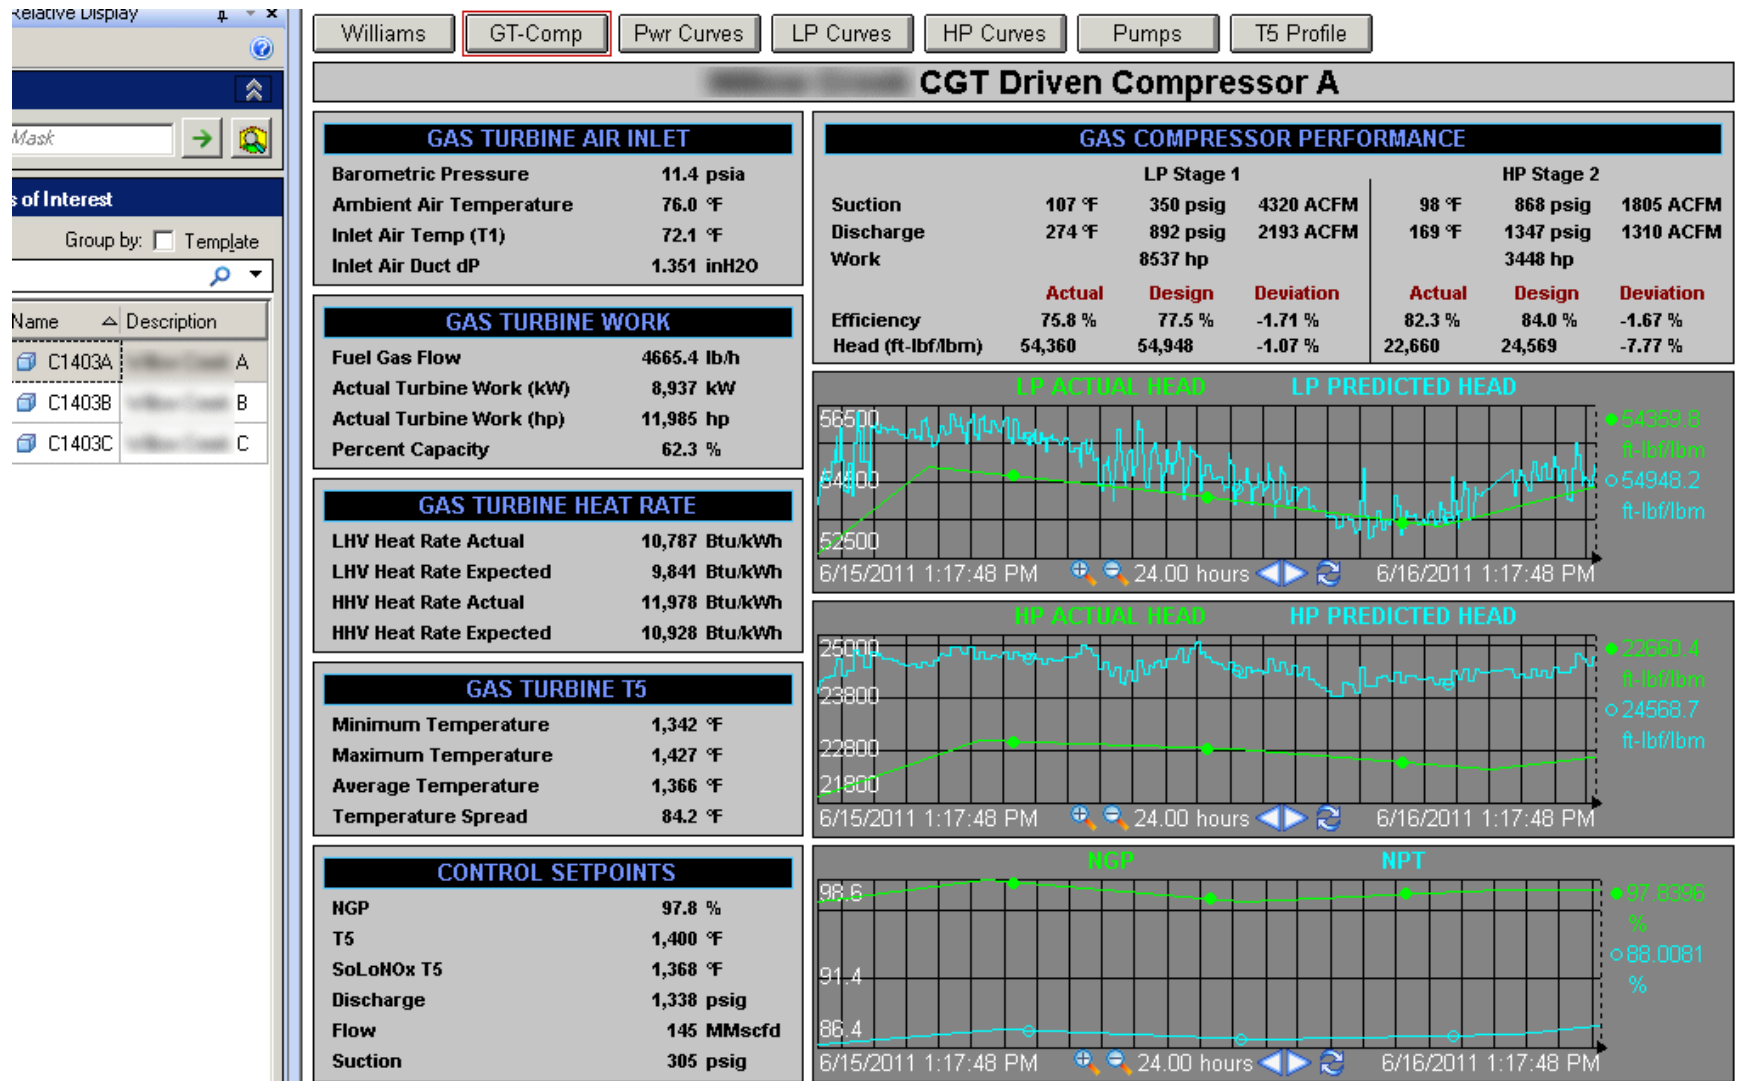 Relative Display
Mask
s of Interest
Group by: Template
Name Description
C1403A A
C1403B B
C1403C C
Williams GT-Comp Pwr Curves LP Curves HP Curves Pumps T5 Profile
CGT Driven Compressor A
GAS TURBINE AIR INLET
Barometric Pressure 11.4 psia
Ambient Air Temperature 76.0 °F
Inlet Air Temp (T1) 72.1 °F
Inlet Air Duct dP 1.351 inH2O
GAS TURBINE WORK
Fuel Gas Flow 4665.4 lb/h
Actual Turbine Work (kW) 8,937 kW
Actual Turbine Work (hp) 11,985 hp
Percent Capacity 62.3 %
GAS TURBINE HEAT RATE
LHV Heat Rate Actual 10,787 Btu/kWh
LHV Heat Rate Expected 9,841 Btu/kWh
HHV Heat Rate Actual 11,978 Btu/kWh
HHV Heat Rate Expected 10,928 Btu/kWh
GAS TURBINE T5
Minimum Temperature 1,342 °F
Maximum Temperature 1,427 °F
Average Temperature 1,366 °F
Temperature Spread 84.2 °F
CONTROL SETPOINTS
NGP 97.8 %
T5 1,400 °F
SoLoNOx T5 1,368 °F
Discharge 1,338 psig
Flow 145 MMscfd
Suction 305 psig
GAS COMPRESSOR PERFORMANCE
LP Stage 1 HP Stage 2
Suction 107 °F 350 psig 4320 ACFM 98 °F 868 psig 1805 ACFM
Discharge 274 °F 892 psig 2193 ACFM 169 °F 1347 psig 1310 ACFM
Work 8537 hp 3448 hp
Actual Design Deviation Actual Design Deviation
Efficiency 75.8 % 77.5 % -1.71 % 82.3 % 84.0 % -1.67 %
Head (ft-lbf/lbm) 54,360 54,948 -1.07 % 22,660 24,569 -7.77 %
LP ACTUAL HEAD LP PREDICTED HEAD
56500
54359.8
ft-lbf/lbm
54500
54948.2
ft-lbf/lbm
52500
6/15/2011 1:17:48 PM 24.00 hours 6/16/2011 1:17:48 PM
HP ACTUAL HEAD HP PREDICTED HEAD
25000
22660.4
ft-lbf/lbm
23800
24568.7
ft-lbf/lbm
22800
21800
6/15/2011 1:17:48 PM 24.00 hours 6/16/2011 1:17:48 PM
NGP NPT
98.6
97.8396
%
88.0081
%
91.4
86.4
6/15/2011 1:17:48 PM 24.00 hours 6/16/2011 1:17:48 PM